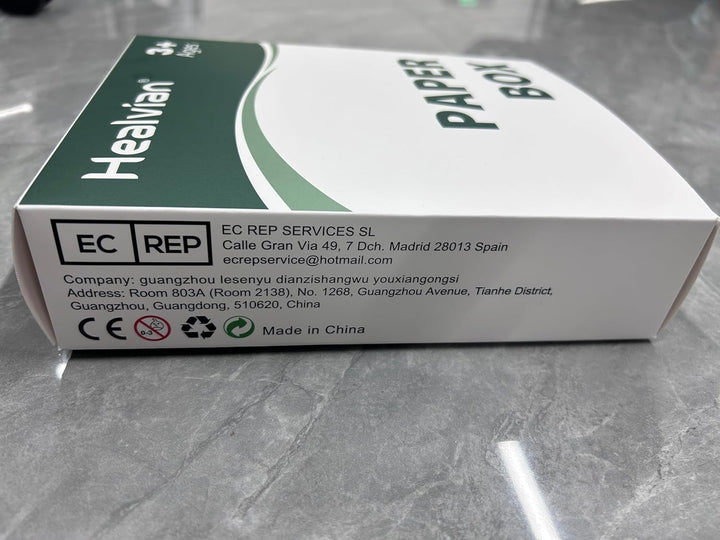 Healvian®
3+
Ages
PAPER
BOX
EC REP
EC REP SERVICES SL
Calle Gran Via 49, 7 Dch. Madrid 28013 Spain
ecrepservice@hotmail.com
Company: guangzhou lesenyu dianzishangwu youxiangongsi
Address: Room 803A (Room 2138), No. 1268, Guangzhou Avenue, Tianhe District,
Guangzhou, Guangdong, 510620, China
CE 0-3 Made in China